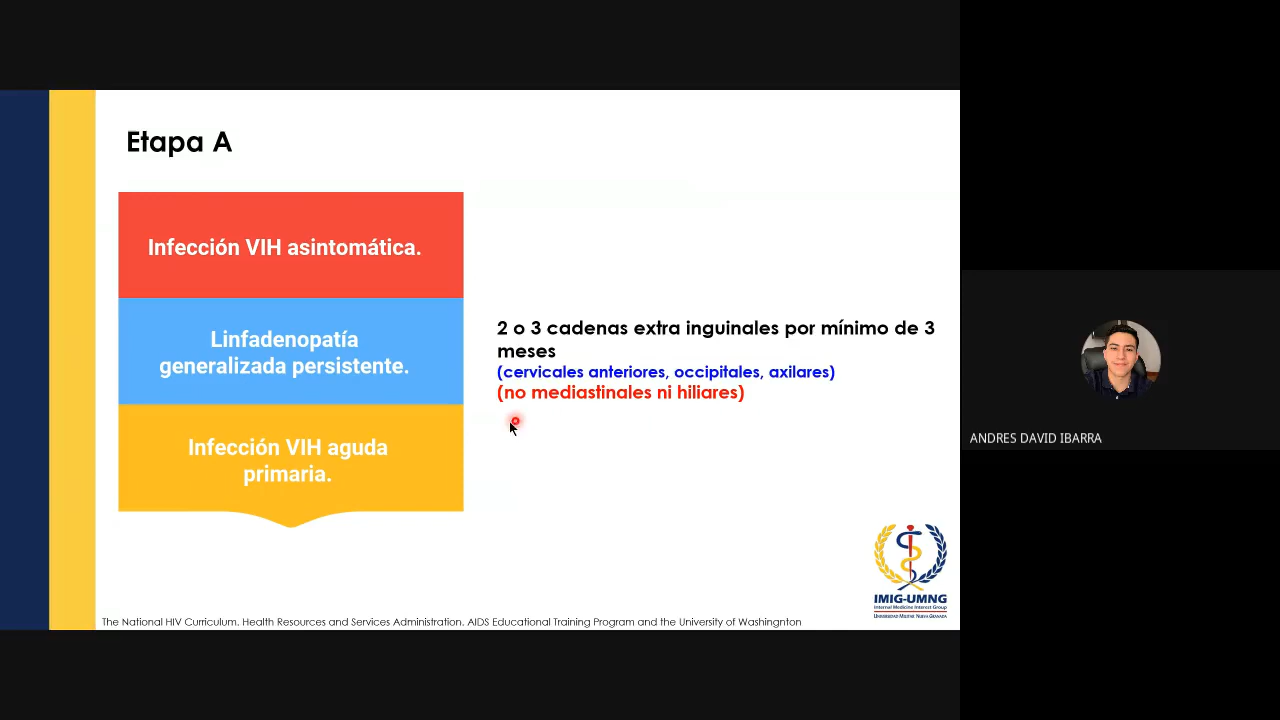 Etapa A
Infección VIH asintomática.
Linfadenopatía
generalizada persistente.
Infección VIH aguda
primaria.
2 o 3 cadenas extra inguinales por mínimo de 3
meses
(cervicales anteriores, occipitales, axilares)
(no mediastinales ni hiliares)
IMIG-UMNG
Internal Medicine Interest Group
Universidad Militar Nueva Granada
The National HIV Curriculum, Health Resources and Services Administration, AIDS Educational Training Program and the University of Washingnton
ANDRES DAVID IBARRA